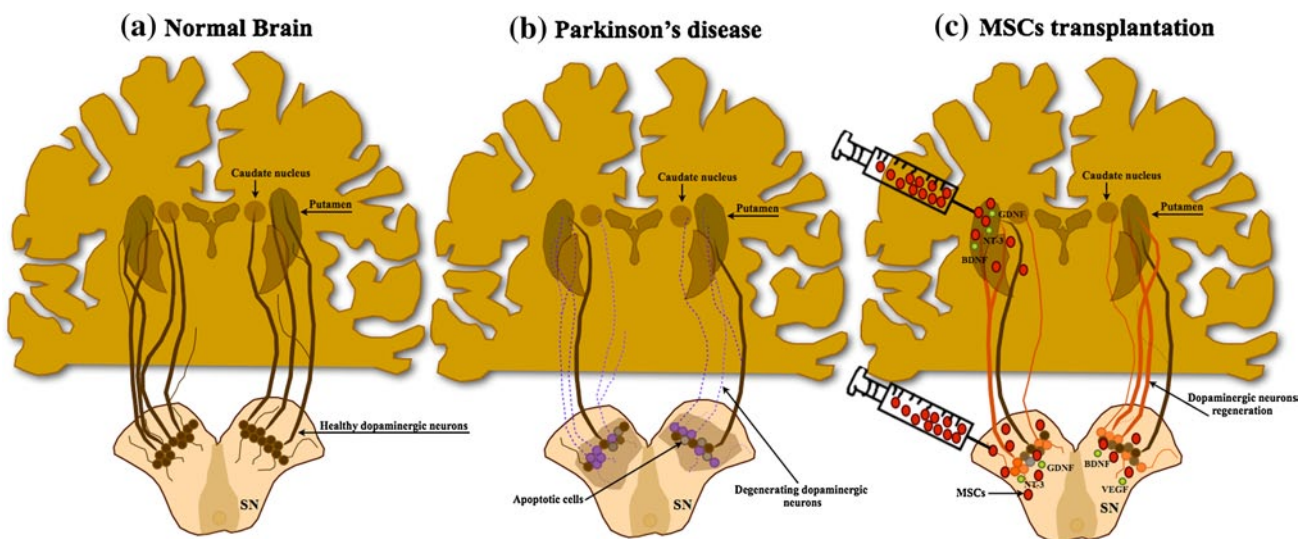 (a) Normal Brain
Caudate nucleus
Putamen
Healthy dopaminergic neurons
SN
(b) Parkinson's disease
Caudate nucleus
Putamen
Apoptotic cells
Degenerating dopaminergic
neurons
(c) MSCs transplantation
Caudate nucleus
Putamen
GDNF
NT-3
BDNF
Dopaminergic neurons
regeneration
GDNF
NT-3
MSCs
BDNF
VEGF
SN